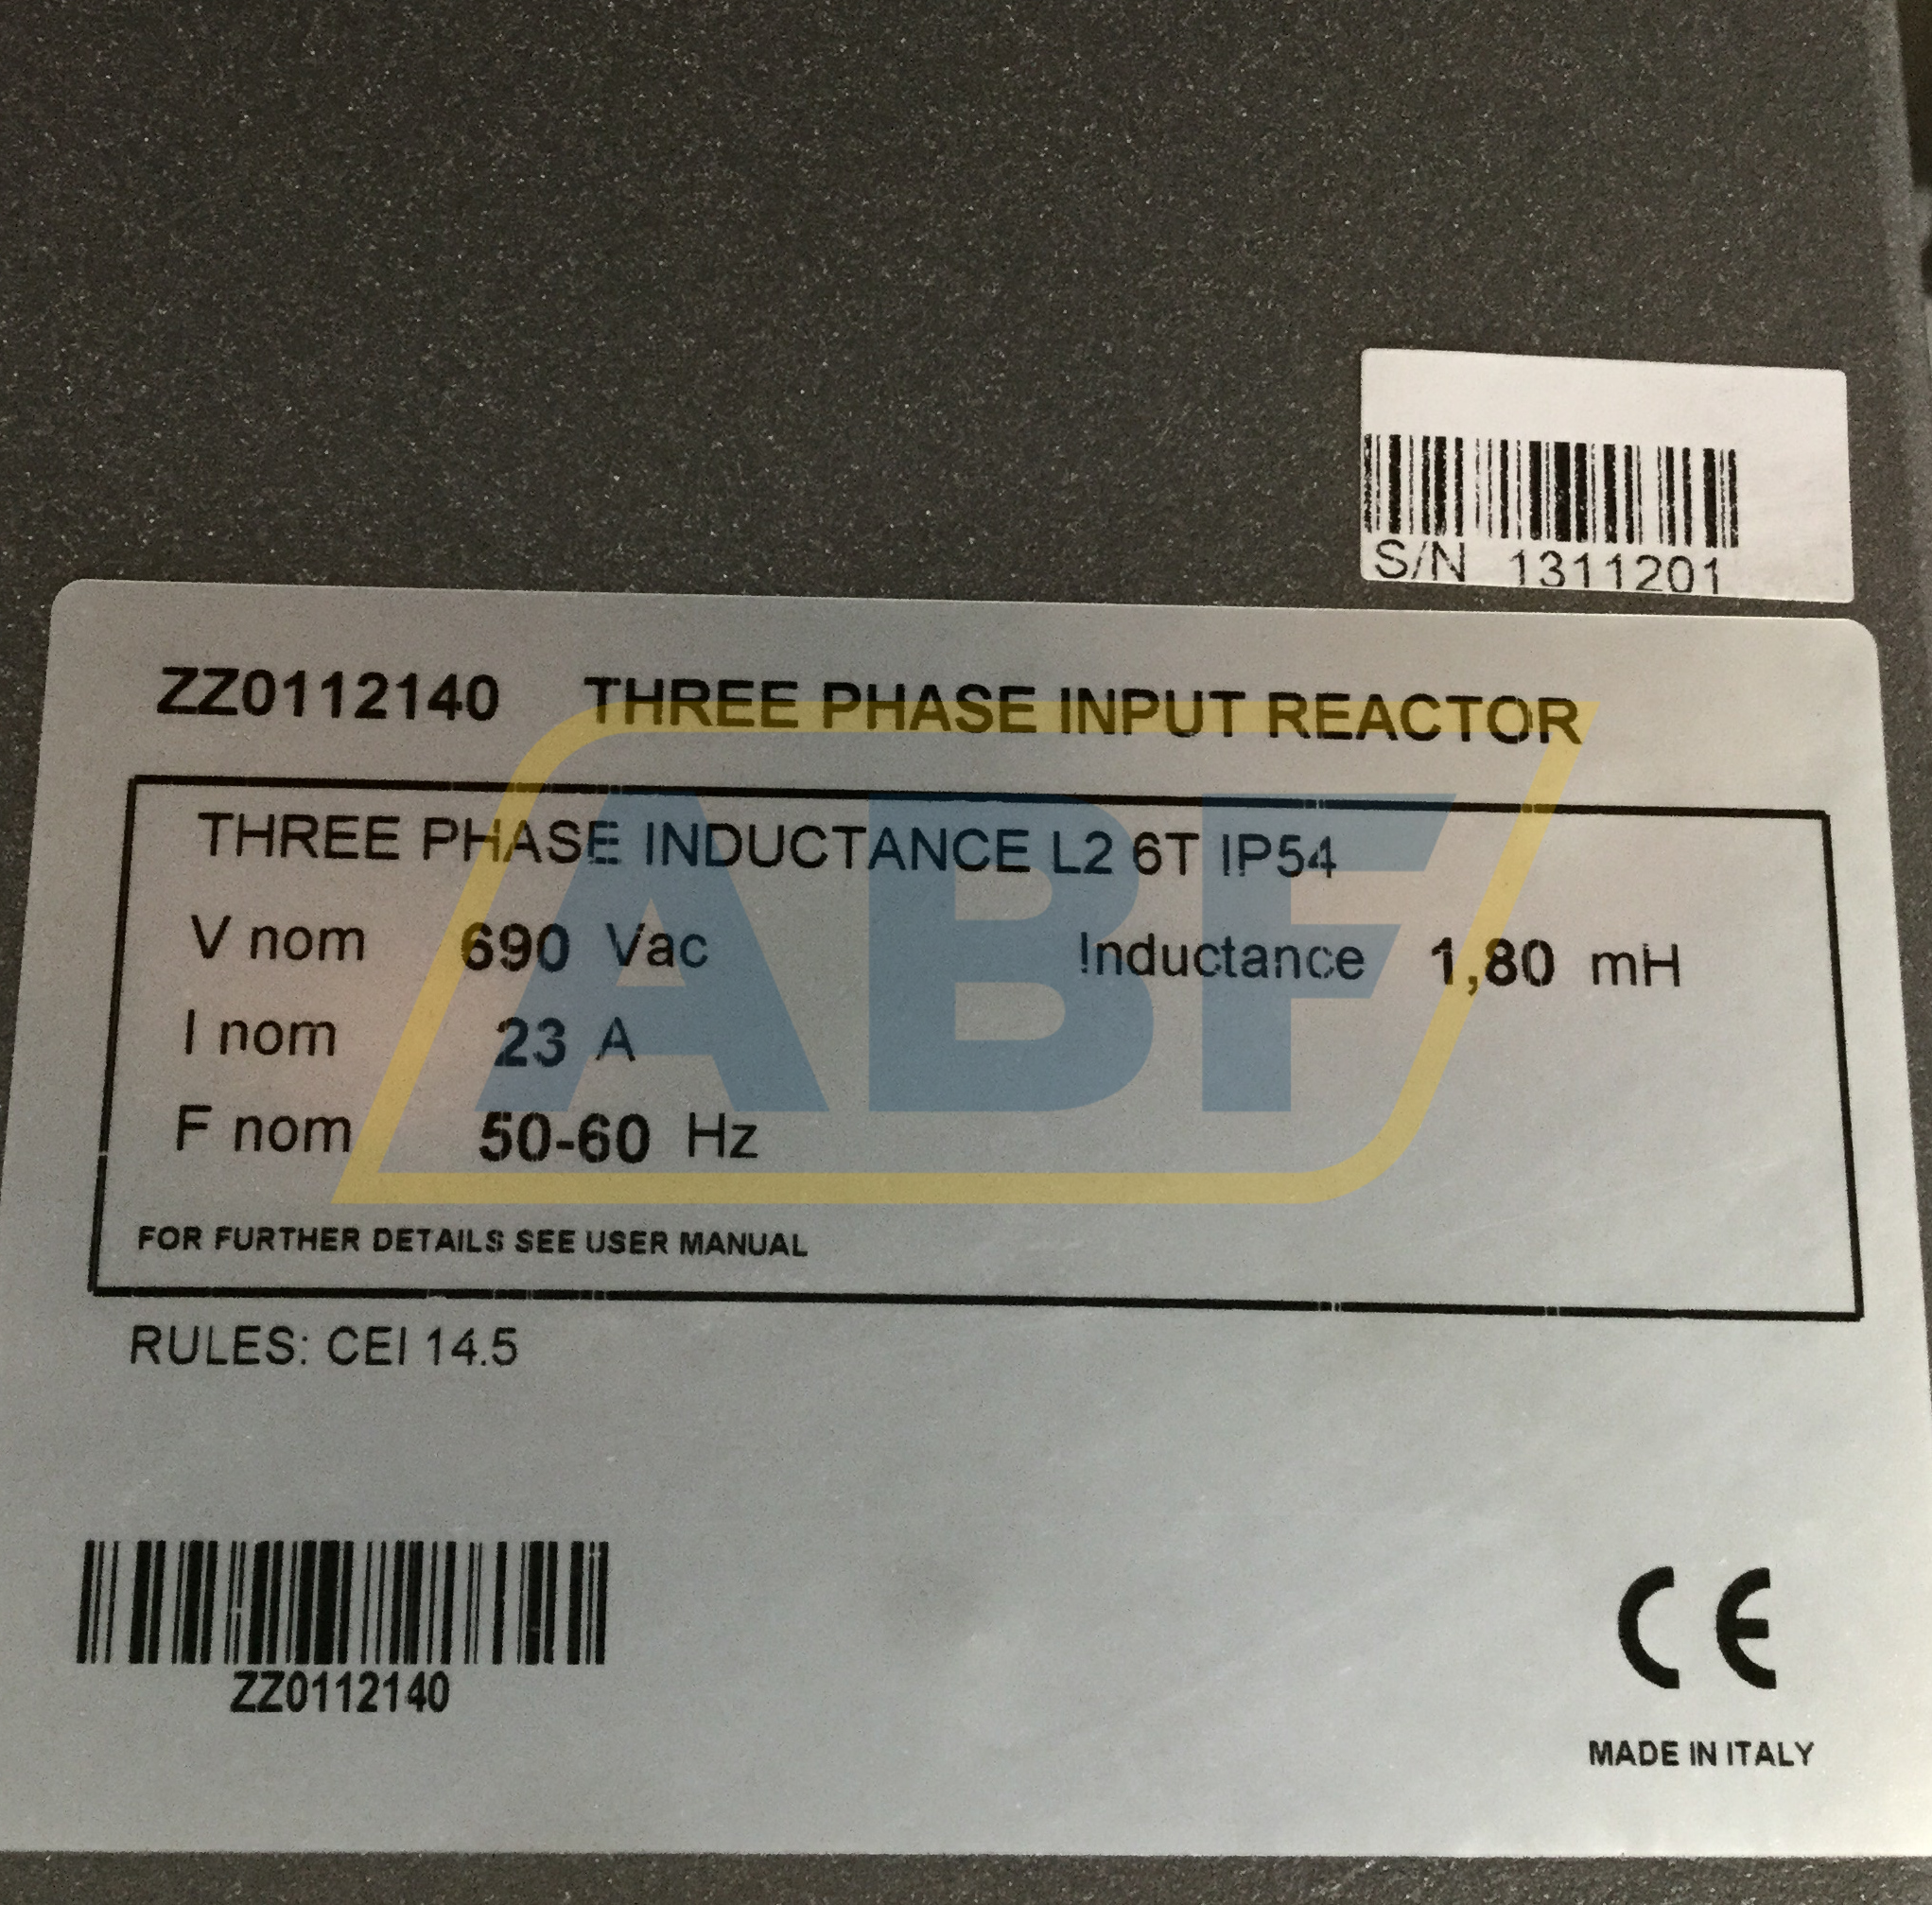 S/N 1311201
ZZ0112140 THREE PHASE INPUT REACTOR
THREE PHASE INDUCTANCE L2 6T IP54
V nom 690 Vac Inductance 1,80 mH
I nom 23 A
F nom 50-60 Hz
FOR FURTHER DETAILS SEE USER MANUAL
RULES: CEI 14.5
ZZ0112140
CE
MADE IN ITALY
ABF